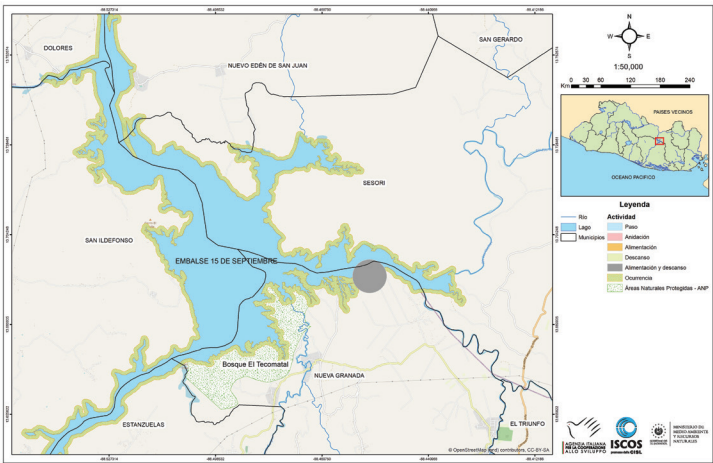 DOLORES
NUEVO EDÉN DE SAN JUAN
SAN GERARDO
SESORI
SAN ILDEFONSO
EMBALSE 15 DE SEPTIEMBRE
Bosque El Tecomatal
NUEVA GRANADA
ESTANZUELAS
EL TRIUNFO
© OpenStreetMap (and) contributors, CC-BY-SA
N
W
E
S
1:50,000
Km
0 30 60 120 180 240
PAISES VECINOS
OCEANO PACIFICO
Leyenda
Río
Lago
Municipios
Actividad
Paso
Anidación
Alimentación
Descanso
Alimentación y descanso
Ocurrencia
Áreas Naturales Protegidas - ANP
AGENZIA ITALIANA
PER LA COOPERAZIONE
ALLO SVILUPPO
ISCOS
MINISTERIO DE
MEDIO AMBIENTE
Y RECURSOS
NATURALES